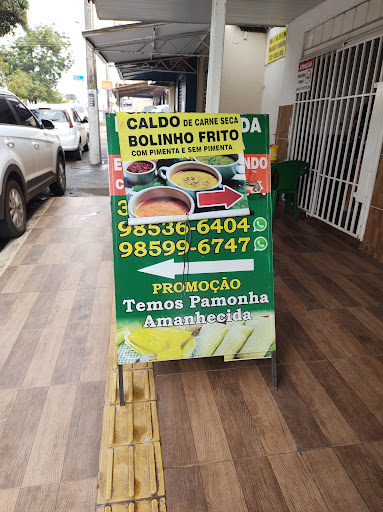 CALDO DE CARNE SECA
BOLINHO FRITO
COM PIMENTA E SEM PIMENTA
98536-6404
98599-6747
PROMOÇÃO
Temos Pamonha
Amanhecida